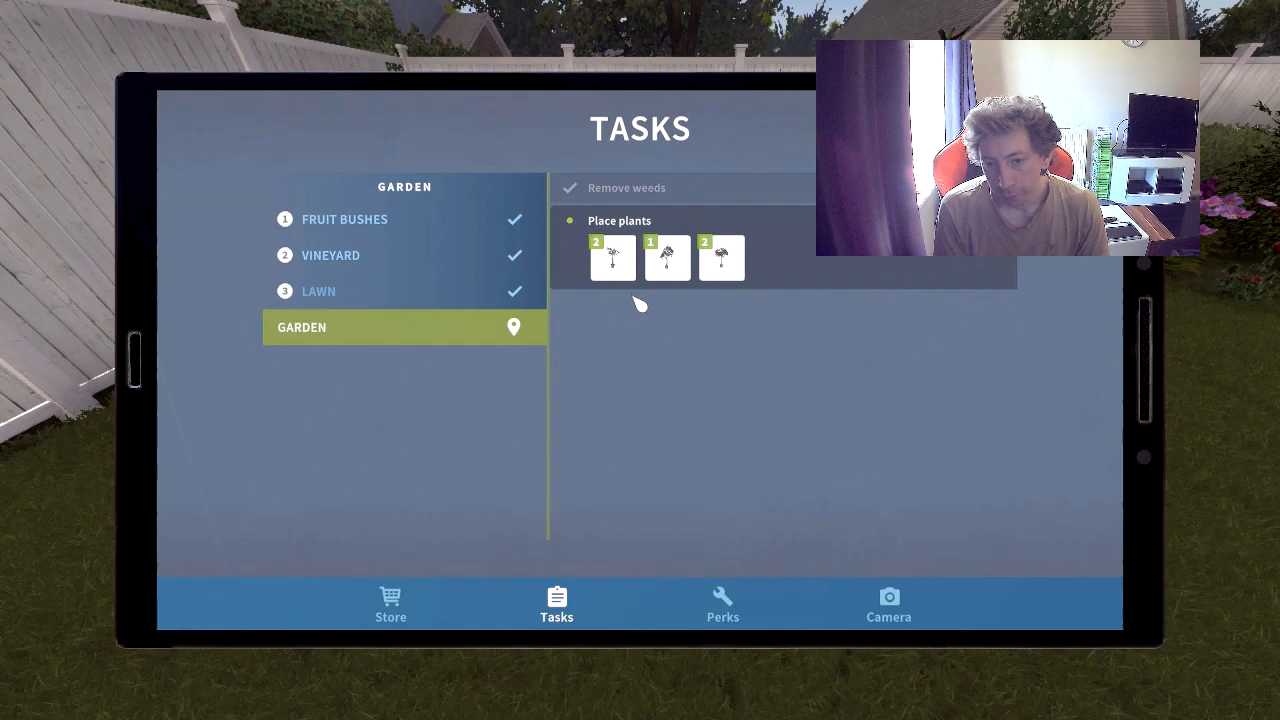 TASKS
GARDEN
1 FRUIT BUSHES
2 VINEYARD
3 LAWN
GARDEN
Remove weeds
Place plants
2 1 2
Store Tasks Perks Camera